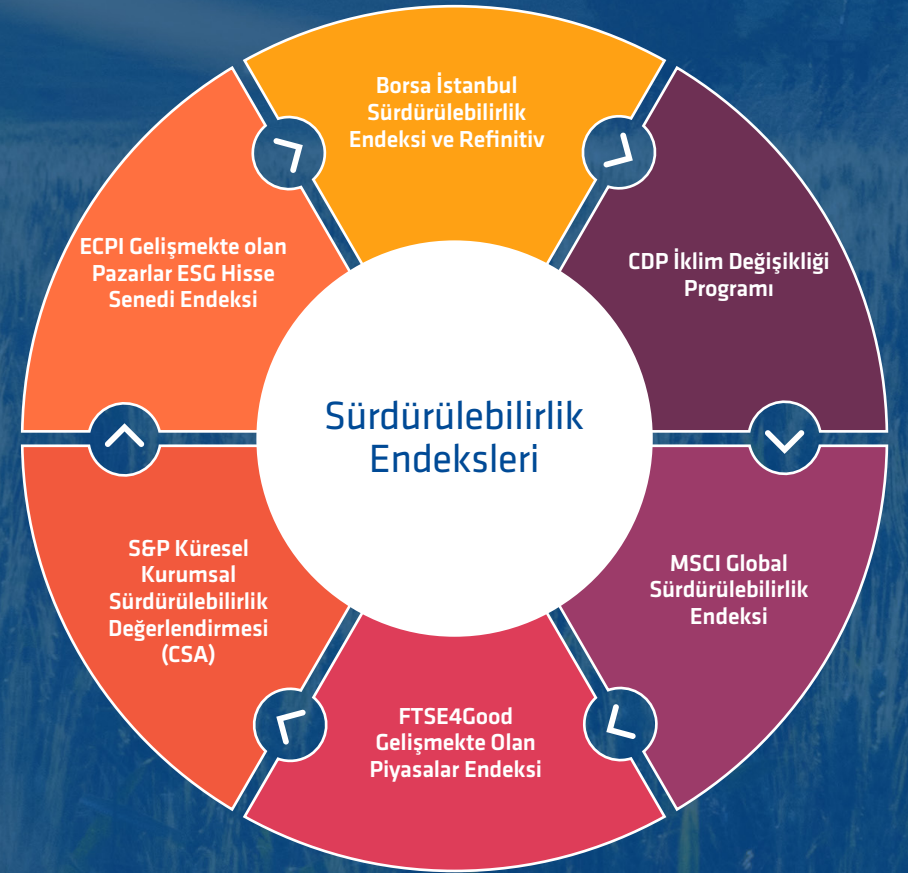 Borsa İstanbul
Sürdürülebilirlik
Endeksi ve Refinitiv
CDP İklim Değişikliği
Programı
MSCI Global
Sürdürülebilirlik
Endeksi
FTSE4Good
Gelişmekte Olan
Piyasalar Endeksi
S&P Küresel
Kurumsal
Sürdürülebilirlik
Değerlendirmesi
(CSA)
ECPI Gelişmekte olan
Pazarlar ESG Hisse
Senedi Endeksi
Sürdürülebilirlik
Endeksleri